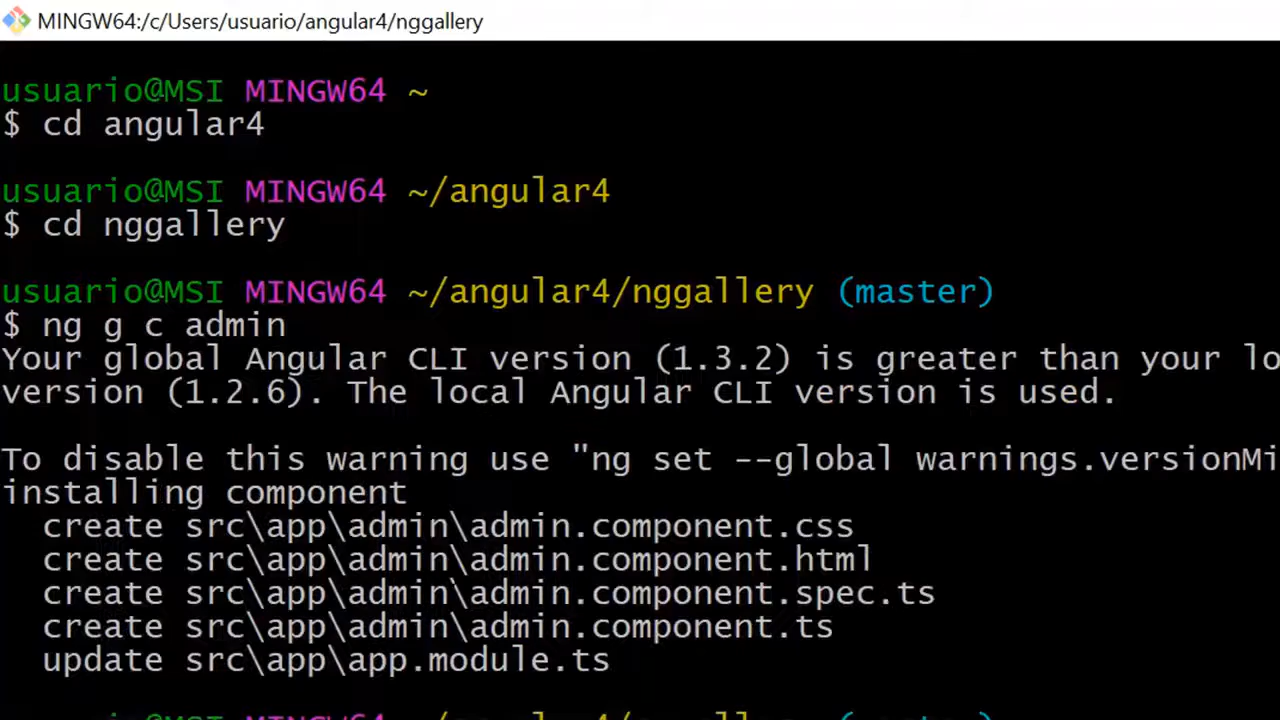 MINGW64:/c/Users/usuario/angular4/nggallery
usuario@MSI MINGW64 ~
$ cd angular4
usuario@MSI MINGW64 ~/angular4
$ cd nggallery
usuario@MSI MINGW64 ~/angular4/nggallery (master)
$ ng g c admin
Your global Angular CLI version (1.3.2) is greater than your lo
version (1.2.6). The local Angular CLI version is used.
To disable this warning use "ng set --global warnings.versionMi
installing component
create src\app\admin\admin.component.css
create src\app\admin\admin.component.html
create src\app\admin\admin.component.spec.ts
create src\app\admin\admin.component.ts
update src\app\app.module.ts